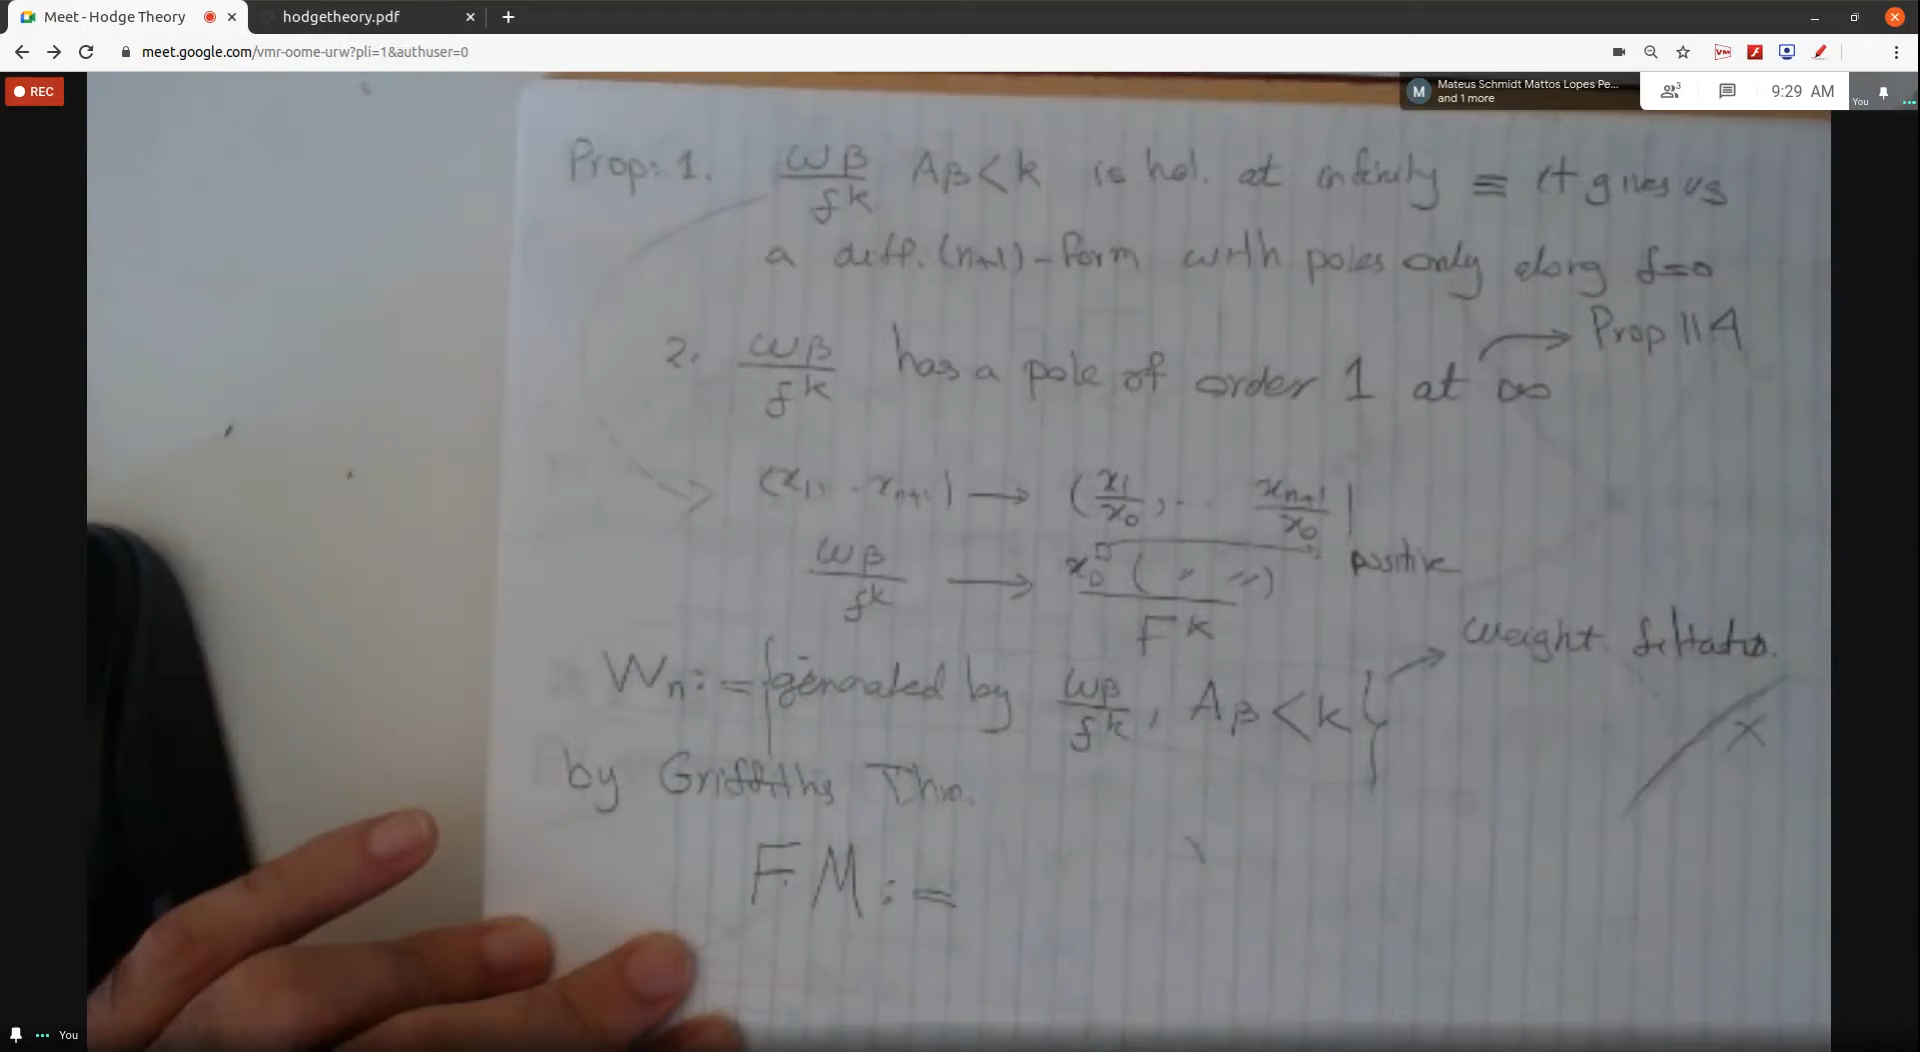 Meet - Hodge Theory
hodgetheory.pdf
meet.google.com/vmr-oome-urw?pli=1&authuser=0
REC
M
Mateus Schmidt Mattos Lopes Pe...
and 1 more
3
9:29 AM
You
Prop: 1. ωβ/f^k Aβ<k is hol. at infinity ≡ it gives us
a diff. (n+1)-form with poles only along f=0
2. ωβ/f^k has a pole of order 1 at ∞ → Prop 11.4
(x1, .. xn+1) → (x1/x0, .. xn+1/x0)
ωβ/f^k → x0^□ ( " " )/F^k positive
Wn := {generated by ωβ/f^k, Aβ<k} → weight filtatio.
by Griffiths Thm.
FM :=
You